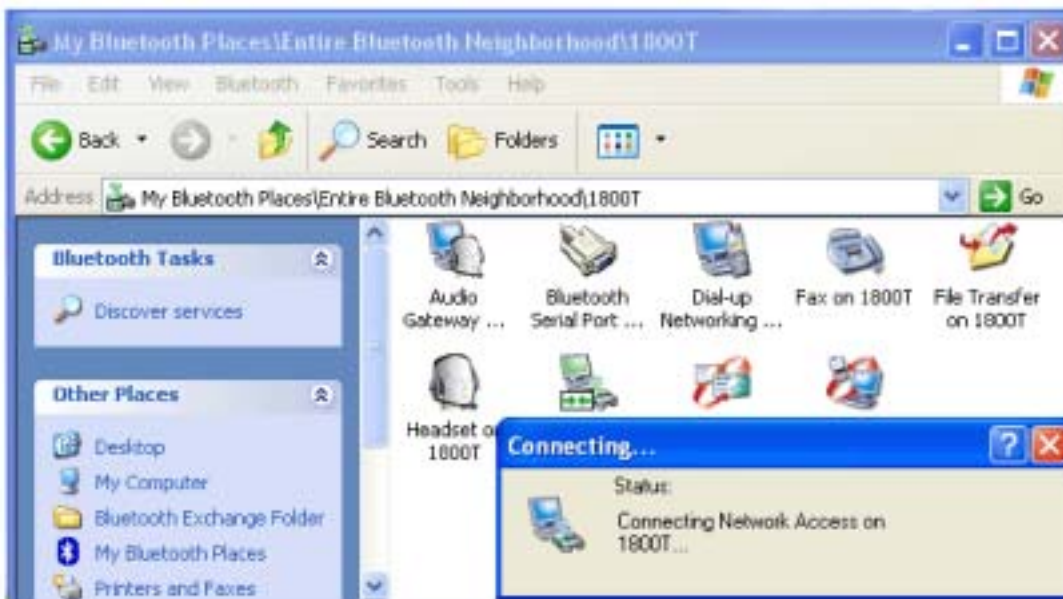 My Bluetooth Places\Entire Bluetooth Neighborhood\1800T
File Edit View Bluetooth Favorites Tools Help
Back Search Folders
Address My Bluetooth Places\Entire Bluetooth Neighborhood\1800T Go
Bluetooth Tasks
Discover services
Other Places
Desktop
My Computer
Bluetooth Exchange Folder
My Bluetooth Places
Printers and Faxes
Audio
Gateway ...
Bluetooth
Serial Port ...
Dial-up
Networking ...
Fax on 1800T
File Transfer
on 1800T
Headset o
1800T
Connecting...
Status:
Connecting Network Access on
1800T...